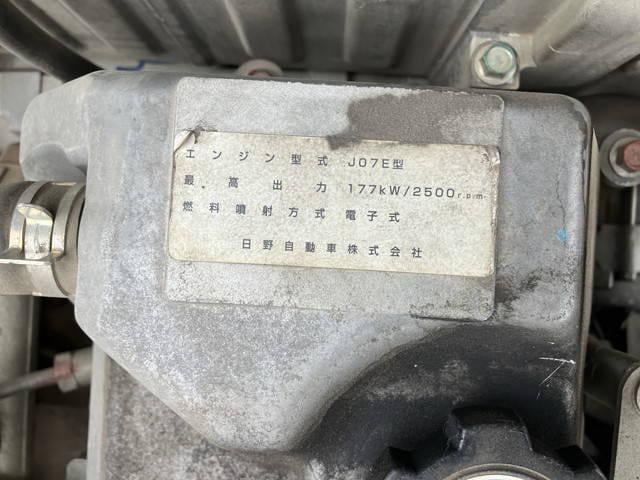 エンジン型式 J07E型
最高出力 177kW/2500r.p.m.
燃料噴射方式 電子式
日野自動車株式会社